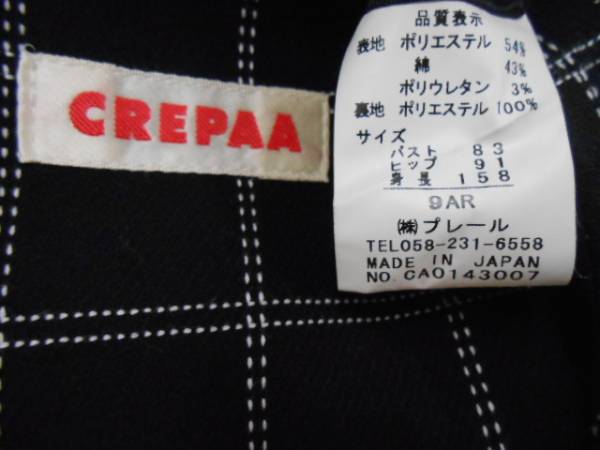 CREPAA
品質表示
表地 ポリエステル 54%
綿 43%
ポリウレタン 3%
裏地 ポリエステル 100%
サイズ
バスト 83
ヒップ 91
身長 158
9AR
㈱プレール
TEL058-231-6558
MADE IN JAPAN
NO.CA0143007